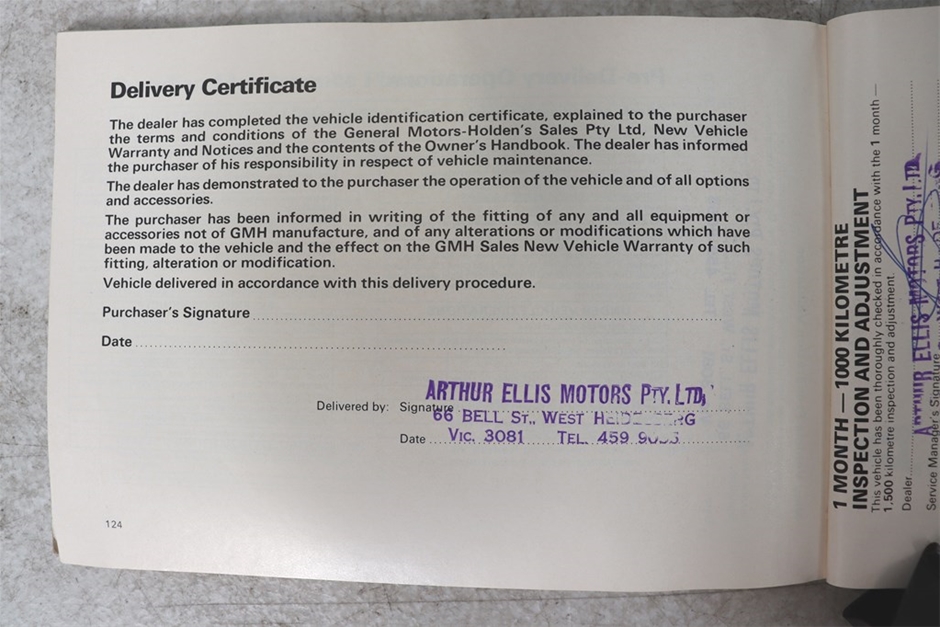 Delivery Certificate
The dealer has completed the vehicle identification certificate, explained to the purchaser
the terms and conditions of the General Motors-Holden's Sales Pty Ltd, New Vehicle
Warranty and Notices and the contents of the Owner's Handbook. The dealer has informed
the purchaser of his responsibility in respect of vehicle maintenance.
The dealer has demonstrated to the purchaser the operation of the vehicle and of all options
and accessories.
The purchaser has been informed in writing of the fitting of any and all equipment or
accessories not of GMH manufacture, and of any alterations or modifications which have
been made to the vehicle and the effect on the GMH Sales New Vehicle Warranty of such
fitting, alteration or modification.
Vehicle delivered in accordance with this delivery procedure.
Purchaser's Signature
Date
ARTHUR ELLIS MOTORS PTY. LTD.
Delivered by: Signature
66 BELL ST., WEST
Date
VIC. 3081 TEL. 459
124
1 MONTH — 1000 KILOMETRE
INSPECTION AND ADJUSTMENT
This vehicle has been thoroughly checked in accordance with the 1 month —
1,500 kilometre inspection and adjustment.
Dealer
ARTHUR ELLIS MOTORS PTY. LTD.
Service Manager's Signature